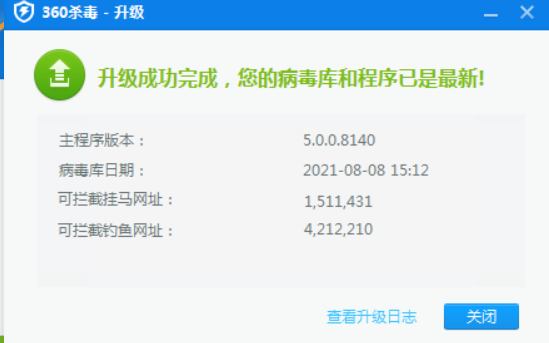 360杀毒 - 升级
升级成功完成，您的病毒库和程序已是最新!
主程序版本： 5.0.0.8140
病毒库日期： 2021-08-08 15:12
可拦截挂马网址： 1,511,431
可拦截钓鱼网址： 4,212,210
查看升级日志 关闭